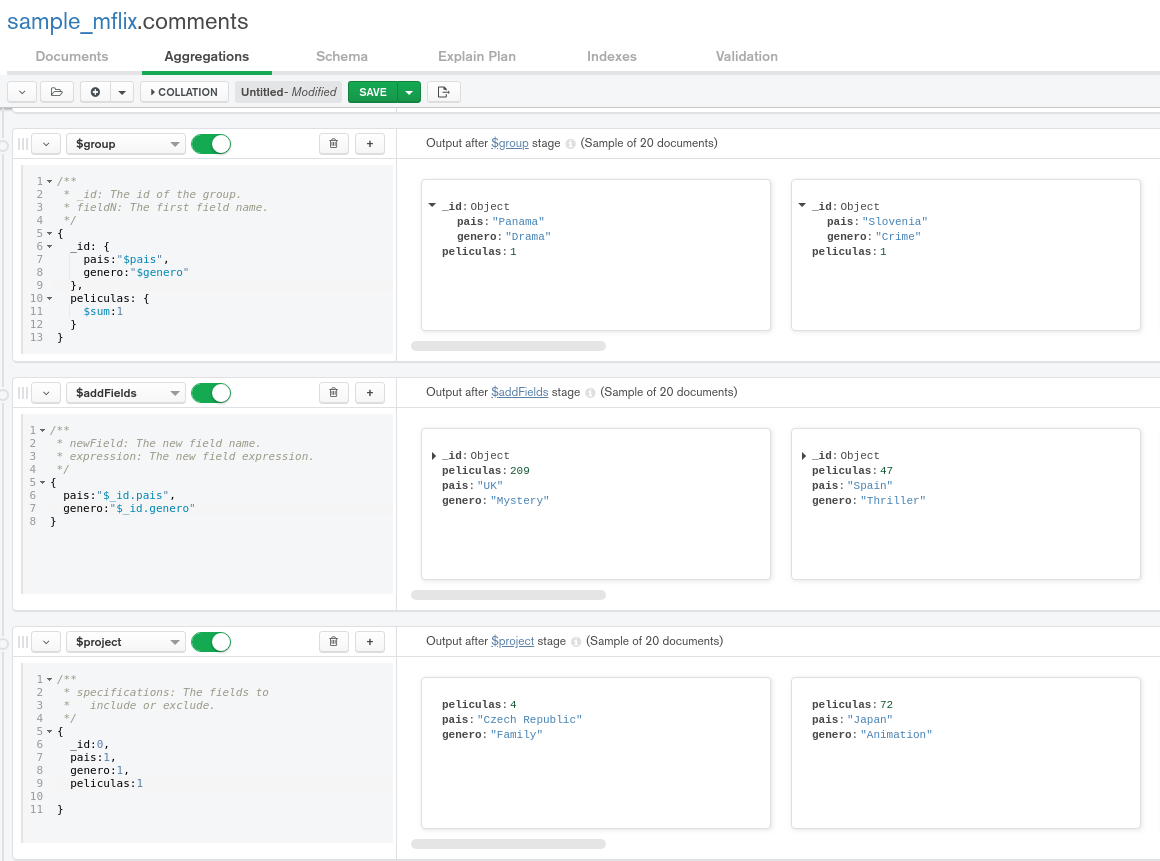 sample_mflix.comments
Documents Aggregations Schema Explain Plan Indexes Validation
COLLATION Untitled- Modified SAVE
$group + Output after $group stage (Sample of 20 documents)
1 /**
2 * _id: The id of the group.
3 * fieldN: The first field name.
4 */
5 {
6 _id: {
7 pais:"$pais",
8 genero:"$genero"
9 },
10 peliculas: {
11 $sum:1
12 }
13 }
_id: Object
pais: "Panama"
genero: "Drama"
peliculas: 1
_id: Object
pais: "Slovenia"
genero: "Crime"
peliculas: 1
$addFields + Output after $addFields stage (Sample of 20 documents)
1 /**
2 * newField: The new field name.
3 * expression: The new field expression.
4 */
5 {
6 pais:"$_id.pais",
7 genero:"$_id.genero"
8 }
_id: Object
peliculas: 209
pais: "UK"
genero: "Mystery"
_id: Object
peliculas: 47
pais: "Spain"
genero: "Thriller"
$project + Output after $project stage (Sample of 20 documents)
1 /**
2 * specifications: The fields to
3 * include or exclude.
4 */
5 {
6 _id:0,
7 pais:1,
8 genero:1,
9 peliculas:1
10
11 }
peliculas: 4
pais: "Czech Republic"
genero: "Family"
peliculas: 72
pais: "Japan"
genero: "Animation"